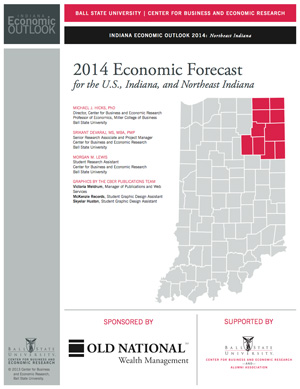 INDIANA
Economic
OUTLOOK
BALL STATE UNIVERSITY | CENTER FOR BUSINESS AND ECONOMIC RESEARCH
INDIANA ECONOMIC OUTLOOK 2014: Northeast Indiana
2014 Economic Forecast
for the U.S., Indiana, and Northeast Indiana
MICHAEL J. HICKS, PHD
Director, Center for Business and Economic Research
Professor of Economics, Miller College of Business
Ball State University
SRIKANT DEVARAJ, MS, MBA, PMP
Senior Research Associate and Project Manager
Center for Business and Economic Research
Ball State University
MORGAN M. LEWIS
Student Research Assistant
Center for Business and Economic Research
Ball State University
GRAPHICS BY THE CBER PUBLICATIONS TEAM
Victoria Meldrum, Manager of Publications and Web
Services
McKenzie Records, Student Graphic Design Assistant
Skyelar Huston, Student Graphic Design Assistant
SPONSORED BY
OLD NATIONAL™
Wealth Management
SUPPORTED BY
BALL STATE
UNIVERSITY
CENTER FOR BUSINESS AND ECONOMIC RESEARCH
AND
ALUMNI ASSOCIATION
BALL STATE
UNIVERSITY
CENTER FOR BUSINESS AND
ECONOMIC RESEARCH
© 2013 Center for Business
and Economic Research,
Ball State University